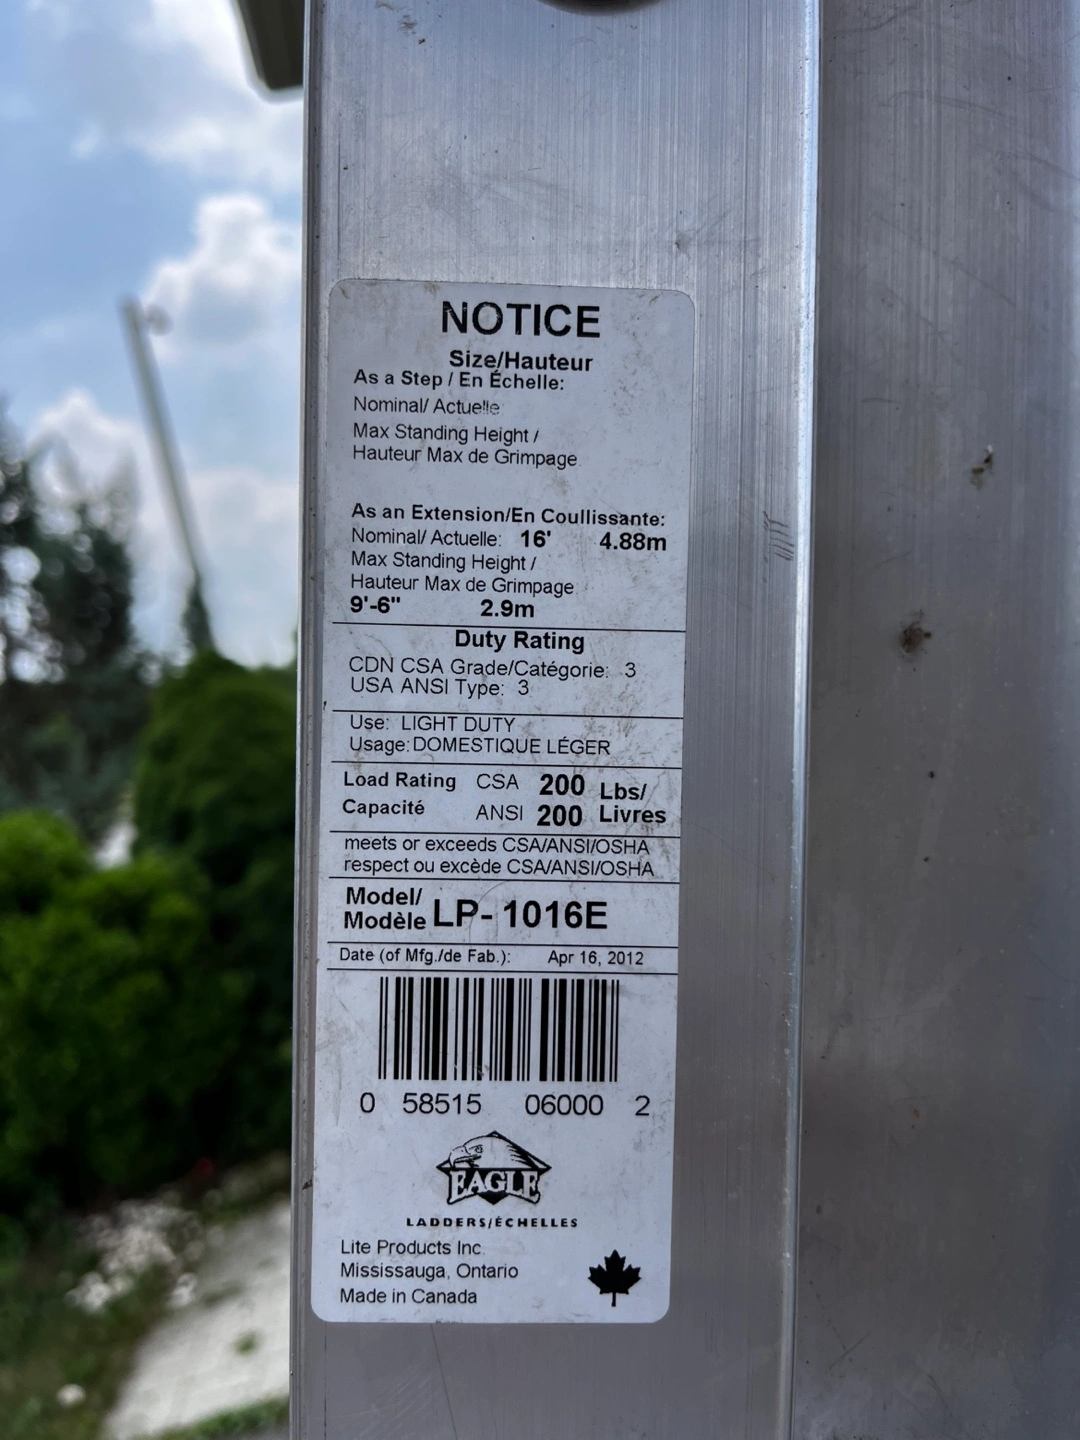 NOTICE
Size/Hauteur
As a Step / En Échelle:
Nominal/ Actuelle
Max Standing Height /
Hauteur Max de Grimpage
As an Extension/En Coullissante:
Nominal/ Actuelle: 16' 4.88m
Max Standing Height /
Hauteur Max de Grimpage
9'-6" 2.9m
Duty Rating
CDN CSA Grade/Catégorie: 3
USA ANSI Type: 3
Use: LIGHT DUTY
Usage: DOMESTIQUE LÉGER
Load Rating CSA 200 Lbs/
Capacité ANSI 200 Livres
meets or exceeds CSA/ANSI/OSHA
respect ou excède CSA/ANSI/OSHA
Model/
Modèle LP- 1016E
Date (of Mfg./de Fab.): Apr 16, 2012
0 58515 06000 2
EAGLE
LADDERS/ÉCHELLES
Lite Products Inc.
Mississauga, Ontario
Made in Canada